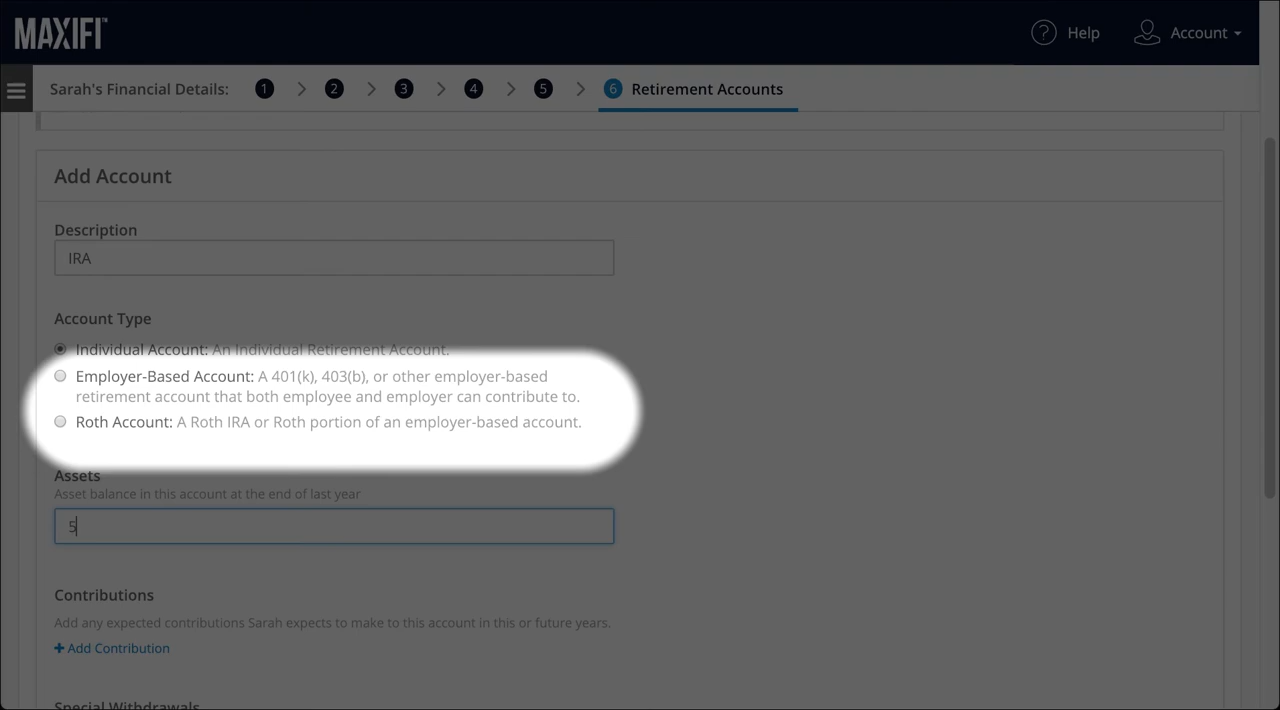 MAXIFI™
? Help
Account
Sarah's Financial Details: 1 2 3 4 5 6 Retirement Accounts
Add Account
Description
IRA
Account Type
Individual Account: An Individual Retirement Account.
Employer-Based Account: A 401(k), 403(b), or other employer-based
retirement account that both employee and employer can contribute to.
Roth Account: A Roth IRA or Roth portion of an employer-based account.
Assets
Asset balance in this account at the end of last year
5
Contributions
Add any expected contributions Sarah expects to make to this account in this or future years.
+ Add Contribution
Special Withdrawals